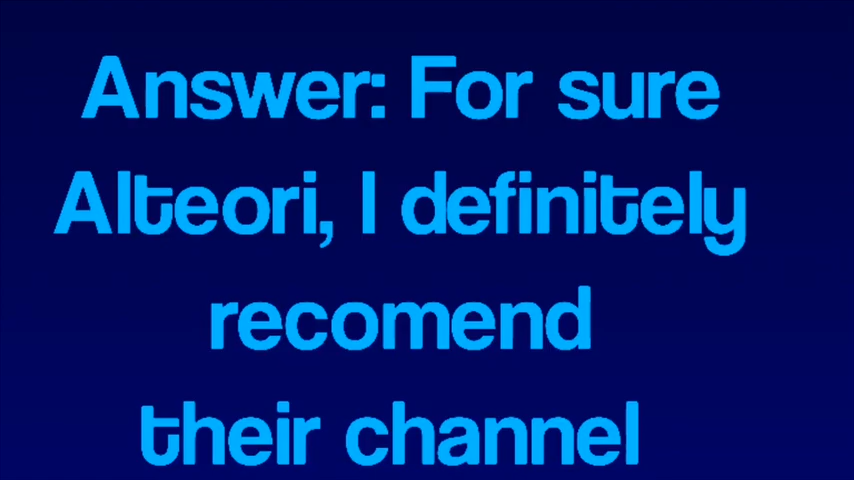 Answer: For sure
Alteori, I definitely
recomend
their channel